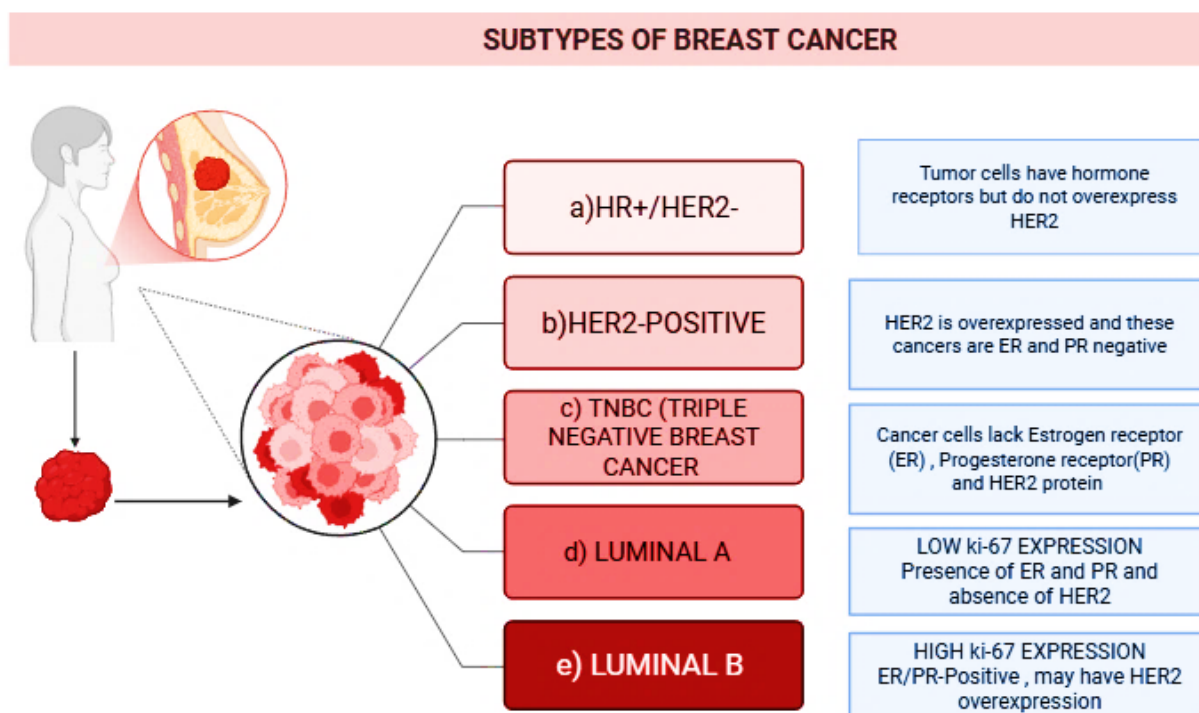 SUBTYPES OF BREAST CANCER
a)HR+/HER2-
Tumor cells have hormone
receptors but do not overexpress
HER2
b)HER2-POSITIVE
HER2 is overexpressed and these
cancers are ER and PR negative
c) TNBC (TRIPLE
NEGATIVE BREAST
CANCER
Cancer cells lack Estrogen receptor
(ER) , Progesterone receptor(PR)
and HER2 protein
d) LUMINAL A
LOW ki-67 EXPRESSION
Presence of ER and PR and
absence of HER2
e) LUMINAL B
HIGH ki-67 EXPRESSION
ER/PR-Positive , may have HER2
overexpression